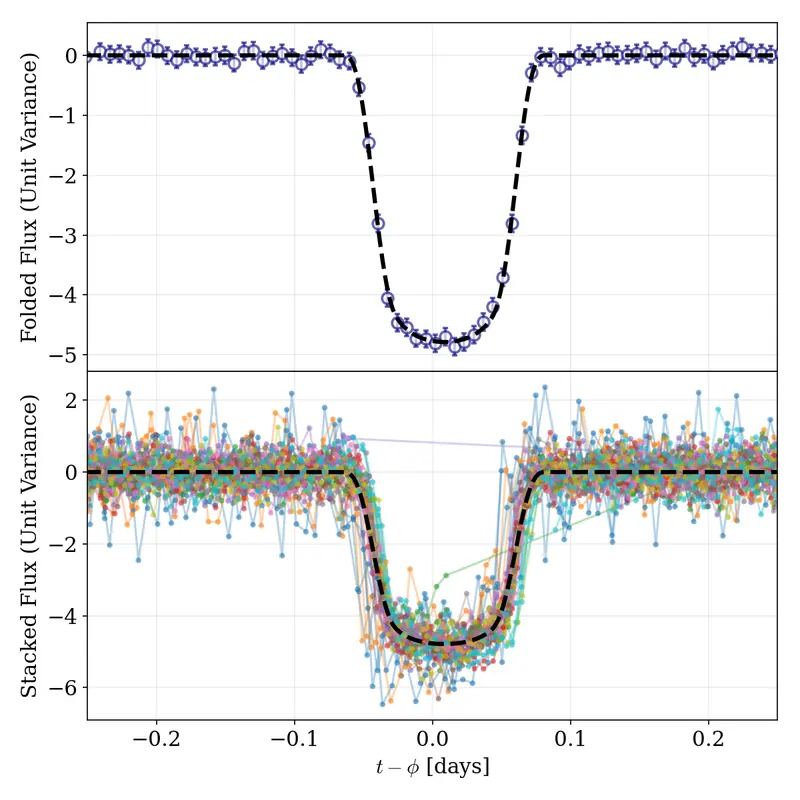 Folded Flux (Unit Variance)
0
−1
−2
−3
−4
−5
Stacked Flux (Unit Variance)
2
0
−2
−4
−6
−0.2 −0.1 0.0 0.1 0.2
t − ϕ [days]